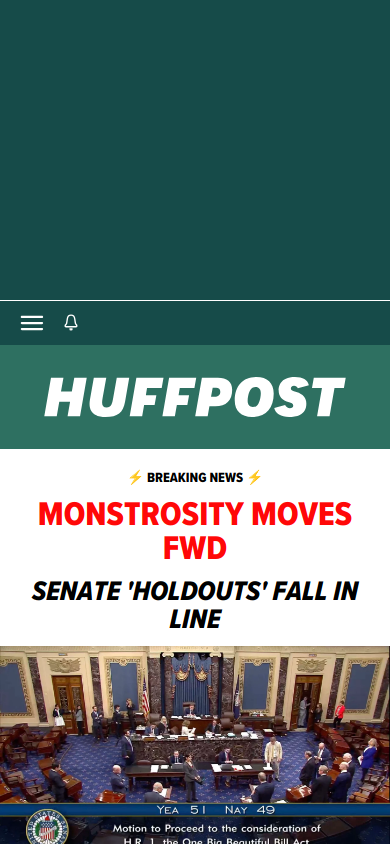 HUFFPOST
⚡ BREAKING NEWS ⚡
MONSTROSITY MOVES
FWD
SENATE 'HOLDOUTS' FALL IN
LINE
YEA 51 NAY 49
Motion to Proceed to the consideration of
H.R. 1, the One Big Beautiful Bill Act